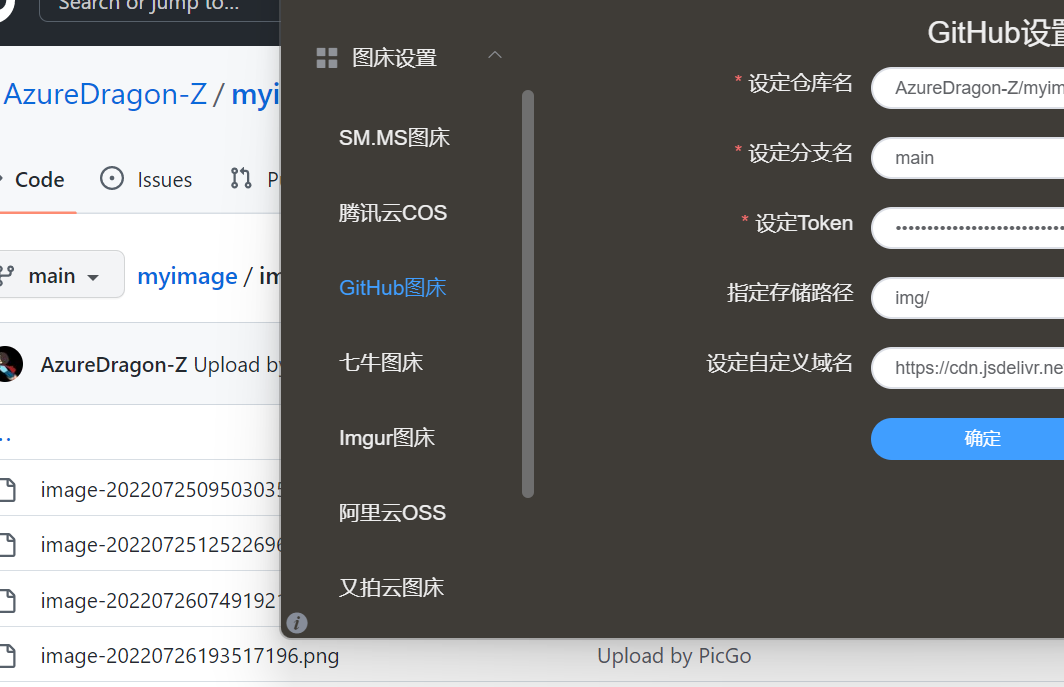 Search or jump to...
AzureDragon-Z / myi
Code
Issues
main
myimage / im
AzureDragon-Z Upload by
..
image-2022072509503035
image-2022072512522696
image-2022072607491921
image-20220726193517196.png
Upload by PicGo
图床设置
SM.MS图床
腾讯云COS
GitHub图床
七牛图床
Imgur图床
阿里云OSS
又拍云图床
GitHub设置
* 设定仓库名
AzureDragon-Z/myim
* 设定分支名
main
* 设定Token
指定存储路径
img/
设定自定义域名
https://cdn.jsdelivr.ne
确定